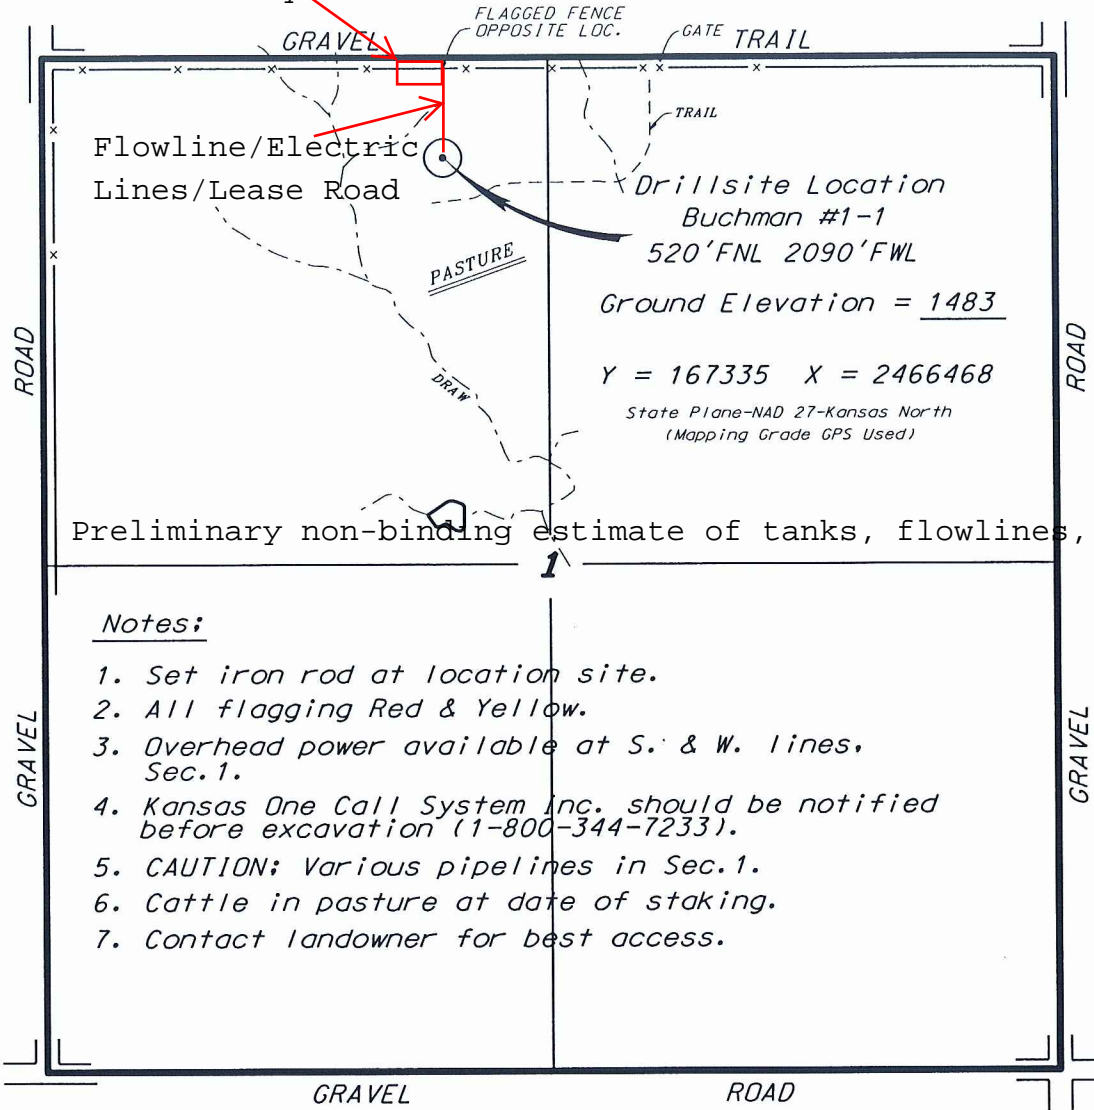 FLAGGED FENCE
OPPOSITE LOC.
GATE
GRAVEL
TRAIL
TRAIL
Flowline/Electric
Lines/Lease Road
Drillsite Location
Buchman #1-1
520'FNL 2090'FWL
PASTURE
Ground Elevation = 1483
ROAD
ROAD
Y = 167335 X = 2466468
DRAW
State Plane-NAD 27-Kansas North
(Mapping Grade GPS Used)
Preliminary non-binding estimate of tanks, flowlines,
1
Notes:
1. Set iron rod at location site.
2. All flagging Red & Yellow.
3. Overhead power available at S. & W. lines,
Sec.1.
4. Kansas One Call System Inc. should be notified
before excavation (1-800-344-7233).
5. CAUTION: Various pipelines in Sec.1.
6. Cattle in pasture at date of staking.
7. Contact landowner for best access.
GRAVEL
GRAVEL
GRAVEL
ROAD